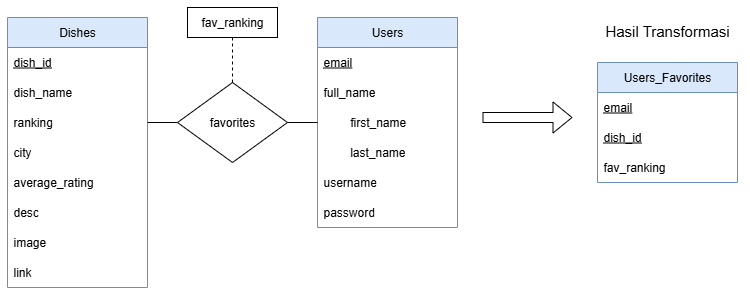 Dishes
dish_id
dish_name
ranking
city
average_rating
desc
image
link
fav_ranking
favorites
Users
email
full_name
first_name
last_name
username
password
Hasil Transformasi
Users_Favorites
email
dish_id
fav_ranking